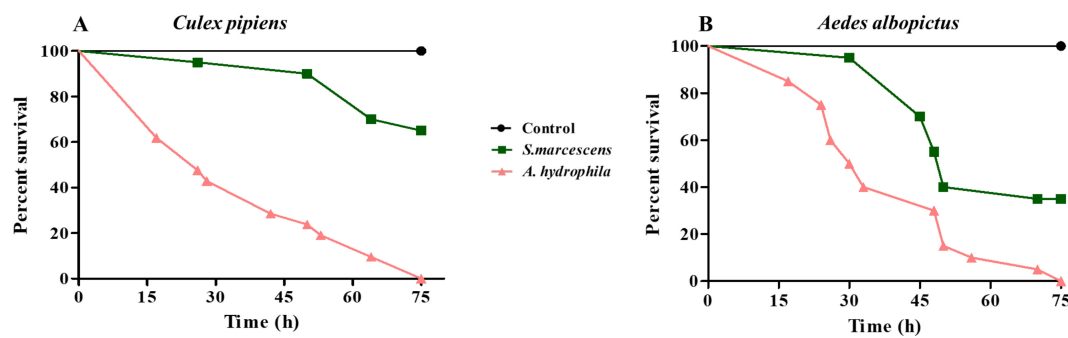 A
Culex pipiens
Percent survival
100
80
60
40
20
0
0 15 30 45 60 75
Time (h)
Control
S.marcescens
A. hydrophila
B
Aedes albopictus
Percent survival
100
80
60
40
20
0
0 15 30 45 60 75
Time (h)